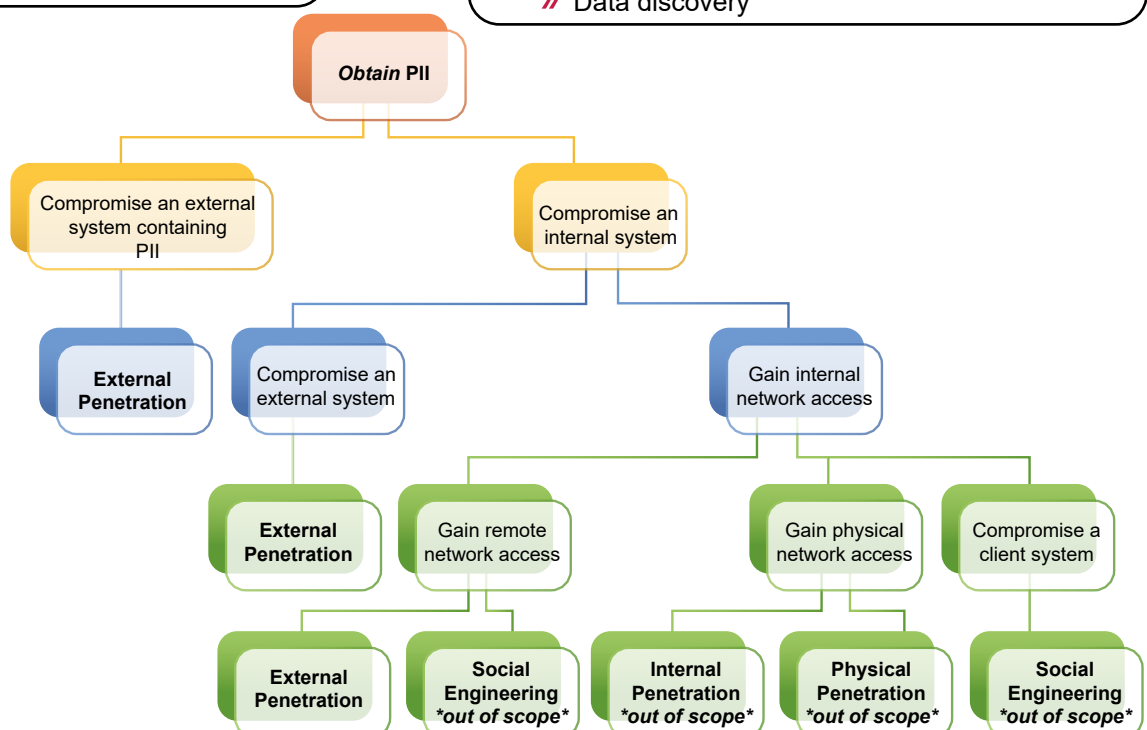 Data discovery
Obtain PII
Compromise an external
system containing
PII
Compromise an
internal system
External
Penetration
Compromise an
external system
Gain internal
network access
External
Penetration
Gain remote
network access
Gain physical
network access
Compromise a
client system
External
Penetration
Social
Engineering
*out of scope*
Internal
Penetration
*out of scope*
Physical
Penetration
*out of scope*
Social
Engineering
*out of scope*